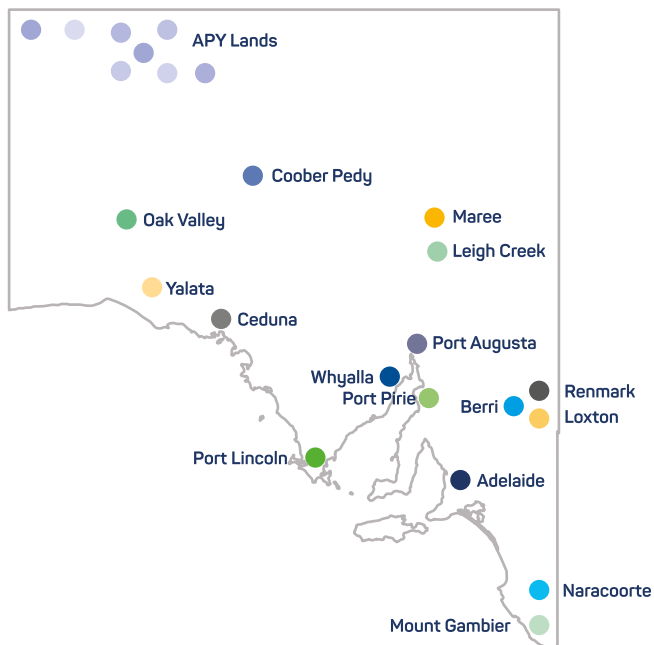 APY Lands
Coober Pedy
Oak Valley
Maree
Leigh Creek
Yalata
Ceduna
Port Augusta
Whyalla
Port Pirie
Renmark
Berri
Loxton
Port Lincoln
Adelaide
Naracoorte
Mount Gambier